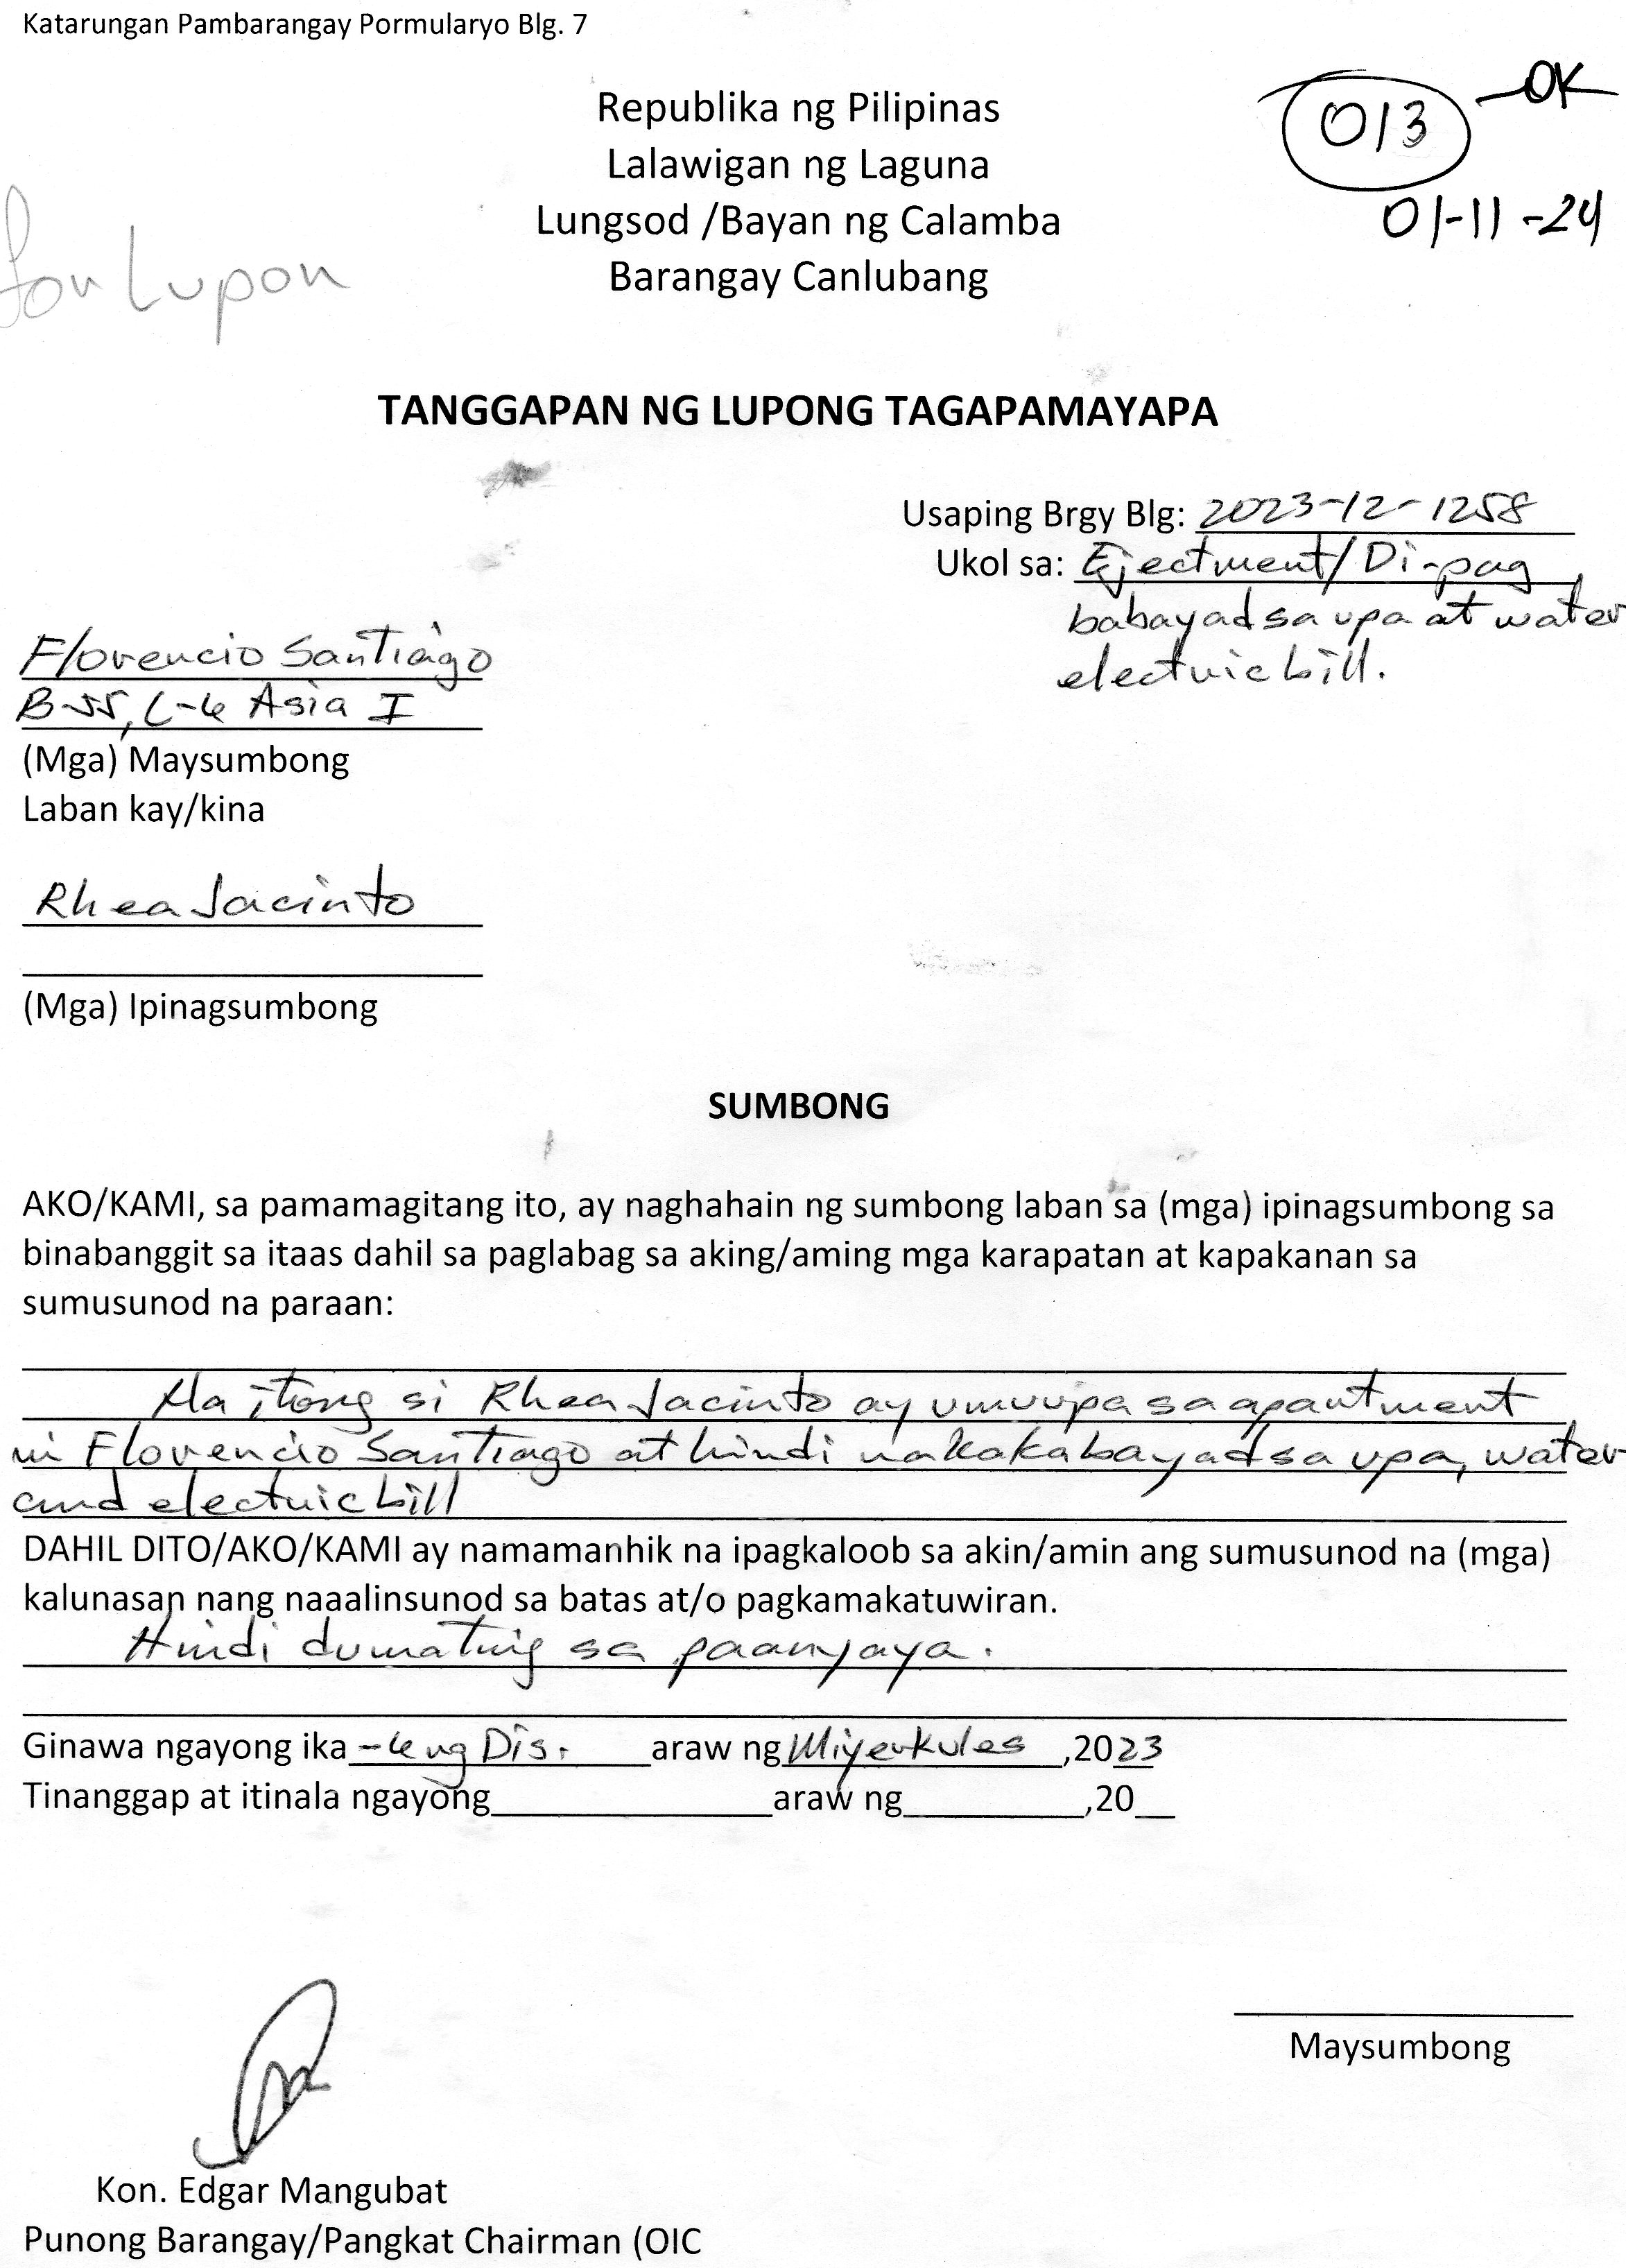 Katarungan Pambarangay Pormularyo Blg. 7
013 -OK
01-11-24
Republika ng Pilipinas
Lalawigan ng Laguna
Lungsod /Bayan ng Calamba
Barangay Canlubang
for Lupon
TANGGAPAN NG LUPONG TAGAPAMAYAPA
Usaping Brgy Blg: 2023-12-1258
Ukol sa: Ejectment/Di-pag
babayad sa upa at water
electric bill.
Florencio Santiago
B-55, L-6 Asia I
(Mga) Maysumbong
Laban kay/kina
Rhea Jacinto
(Mga) Ipinagsumbong
SUMBONG
AKO/KAMI, sa pamamagitang ito, ay naghahain ng sumbong laban sa (mga) ipinagsumbong sa
binabanggit sa itaas dahil sa paglabag sa aking/aming mga karapatan at kapakanan sa
sumusunod na paraan:
Na itong si Rhea Jacinto ay umuupa sa apartment
ni Florencio Santiago at hindi nakakabayad sa upa, water
and electric bill
DAHIL DITO/AKO/KAMI ay namamanhik na ipagkaloob sa akin/amin ang sumusunod na (mga)
kalunasan nang naaalinsunod sa batas at/o pagkamakatuwiran.
Hindi dumating sa paanyaya.
Ginawa ngayong ika -6 ng Dis. araw ng Miyerkules ,2023
Tinanggap at itinala ngayong______________araw ng_________,20__
Maysumbong
Kon. Edgar Mangubat
Punong Barangay/Pangkat Chairman (OIC